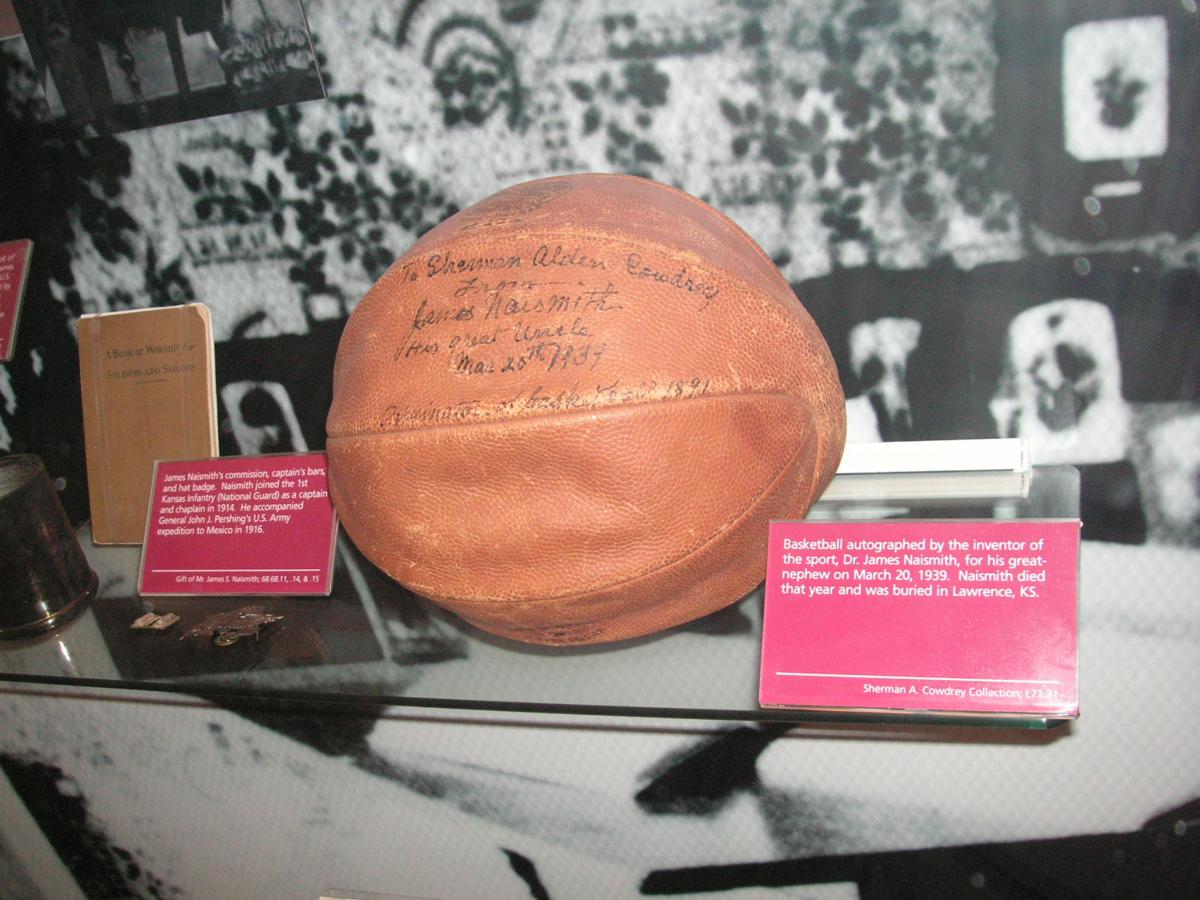 To Sherman Alden Cowdrey
From
James Naismith
His great Uncle
Mar 20th 1939
Originator of basketball 1891
A BOOK OF WORSHIP for
SOLDIERS AND SAILORS
James Naismith's commission, captain's bars,
and hat badge. Naismith joined the 1st
Kansas Infantry (National Guard) as a captain
and chaplain in 1914. He accompanied
General John J. Pershing's U.S. Army
expedition to Mexico in 1916.
Gift of Mr. James S. Naismith; 68.68.11, .14, & .15
Basketball autographed by the inventor of
the sport, Dr. James Naismith, for his great-
nephew on March 20, 1939. Naismith died
that year and was buried in Lawrence, KS.
Sherman A. Cowdrey Collection; L71.31